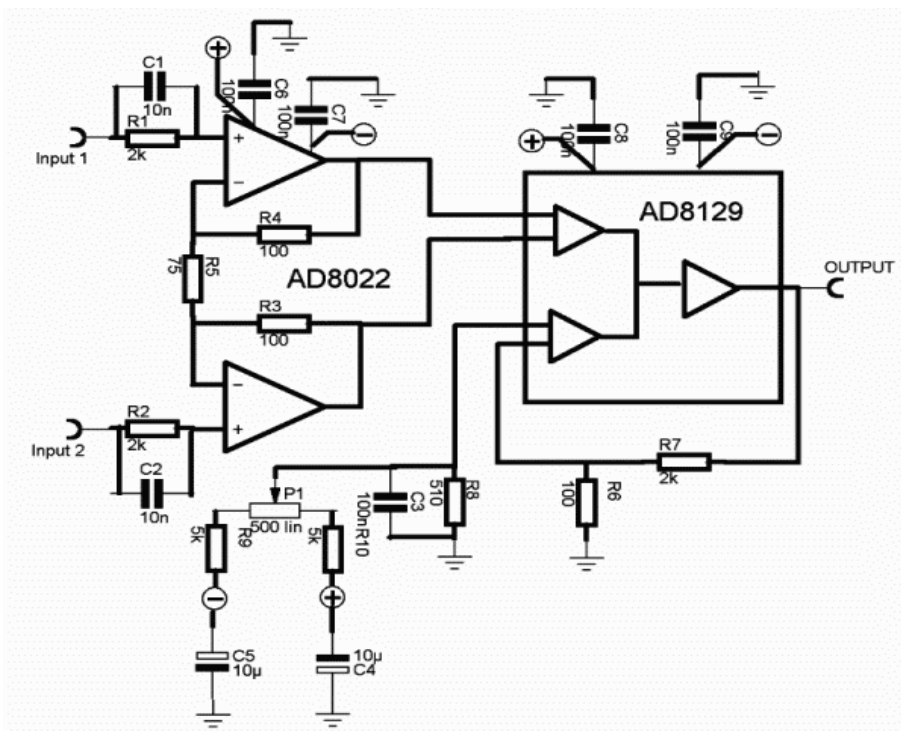 C1
10n
R1
2k
Input 1
+
C6
100n
C7
100n
−
+
−
R4
100
R5
75
AD8022
R3
100
−
+
R2
2k
Input 2
C2
10n
P1
500 lin
5k
R9
5k
R10
−
+
C5
10µ
10µ
C4
C3
100n
R8
510
+
C8
100n
C9
100n
−
AD8129
OUTPUT
R7
2k
R6
100